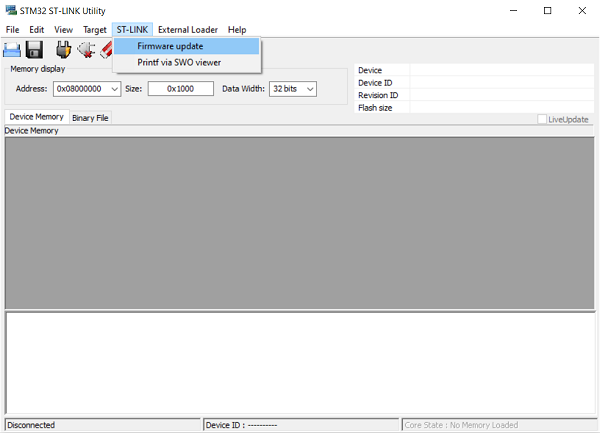 STM32 ST-LINK Utility
File Edit View Target ST-LINK External Loader Help
Firmware update
Printf via SWO viewer
Memory display
Address: 0x08000000 Size: 0x1000 Data Width: 32 bits
Device
Device ID
Revision ID
Flash size
LiveUpdate
Device Memory Binary File
Device Memory
Disconnected Device ID : ---------- Core State : No Memory Loaded